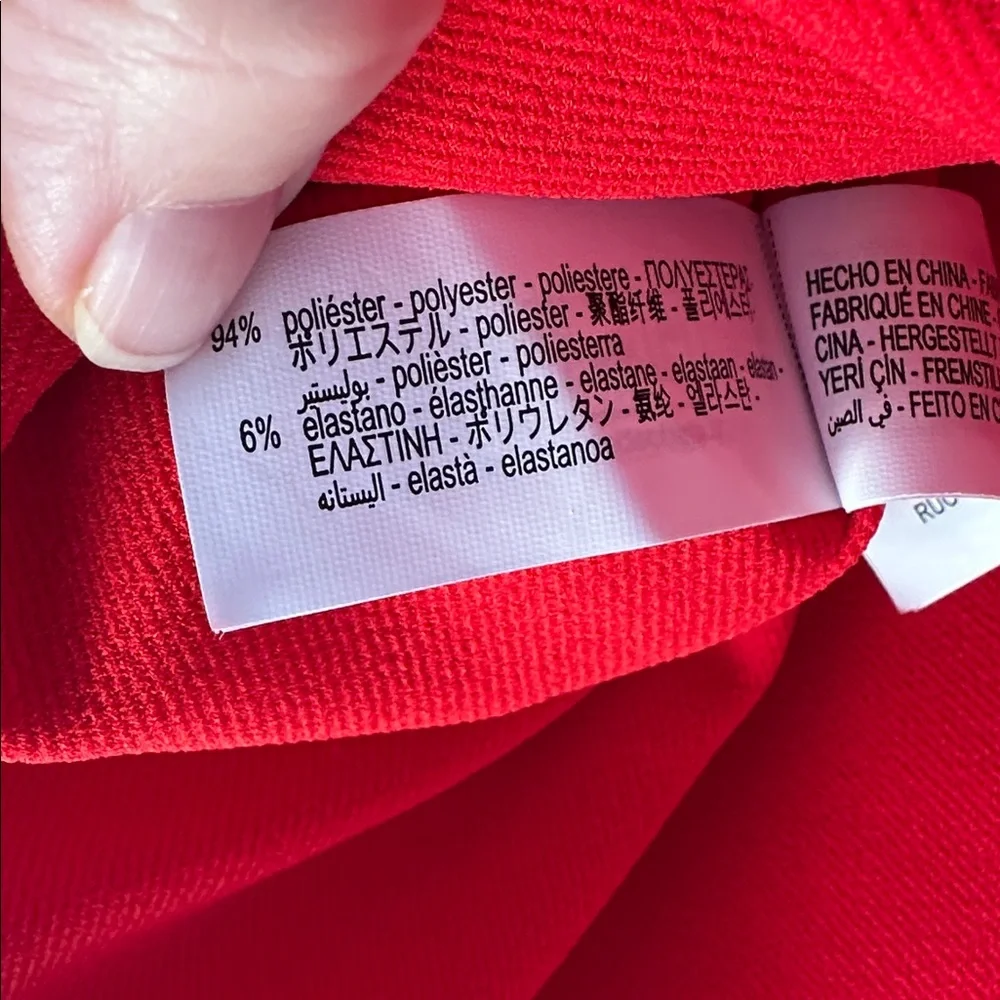 94% poliéster - polyester - poliestere - ΠΟΛΥΕΣΤΕΡΑΣ
ポリエステル - poliester - 聚酯纤维 - 폴리에스터
بوليستير - polièster - poliesterra
6% elastano - élasthanne - elastane - elastaan - elastan -
ΕΛΑΣΤΙΝΗ - ポリウレタン - 氨纶 - 엘라스탄 -
اليستانه - elastà - elastanoa
HECHO EN CHINA -
FABRIQUÉ EN CHINE
CINA - HERGESTELLT
YERİ ÇİN -
في الصين - FEITO EN